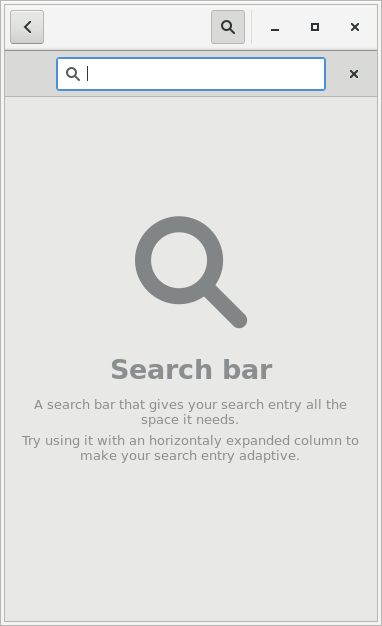 Search bar
A search bar that gives your search entry all the
space it needs.
Try using it with an horizontaly expanded column to
make your search entry adaptive.